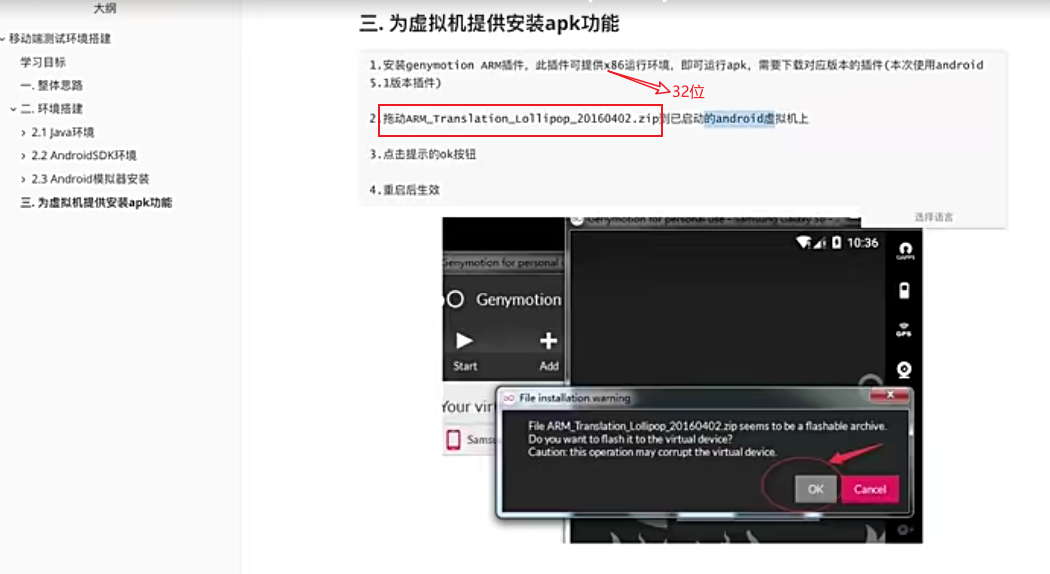 大纲
移动端测试环境搭建
学习目标
一. 整体思路
二. 环境搭建
2.1 Java环境
2.2 AndroidSDK环境
2.3 Android模拟器安装
三. 为虚拟机提供安装apk功能
三. 为虚拟机提供安装apk功能
1.安装genymotion ARM插件，此插件可提供x86运行环境，即可运行apk，需要下载对应版本的插件(本次使用android
5.1版本插件)
32位
2.拖动ARM_Translation_Lollipop_20160402.zip到已启动的android虚拟机上
3.点击提示的ok按钮
4.重启后生效
选择语言
Genymotion for personal use - Samsung Galaxy S6 -
10:36
GAPPS
Genymotion for personal
Genymotion
GPS
Start
Add
Your virt
Samsu
File installation warning
File ARM_Translation_Lollipop_20160402.zip seems to be a flashable archive.
Do you want to flash it to the virtual device?
Caution: this operation may corrupt the virtual device.
OK
Cancel